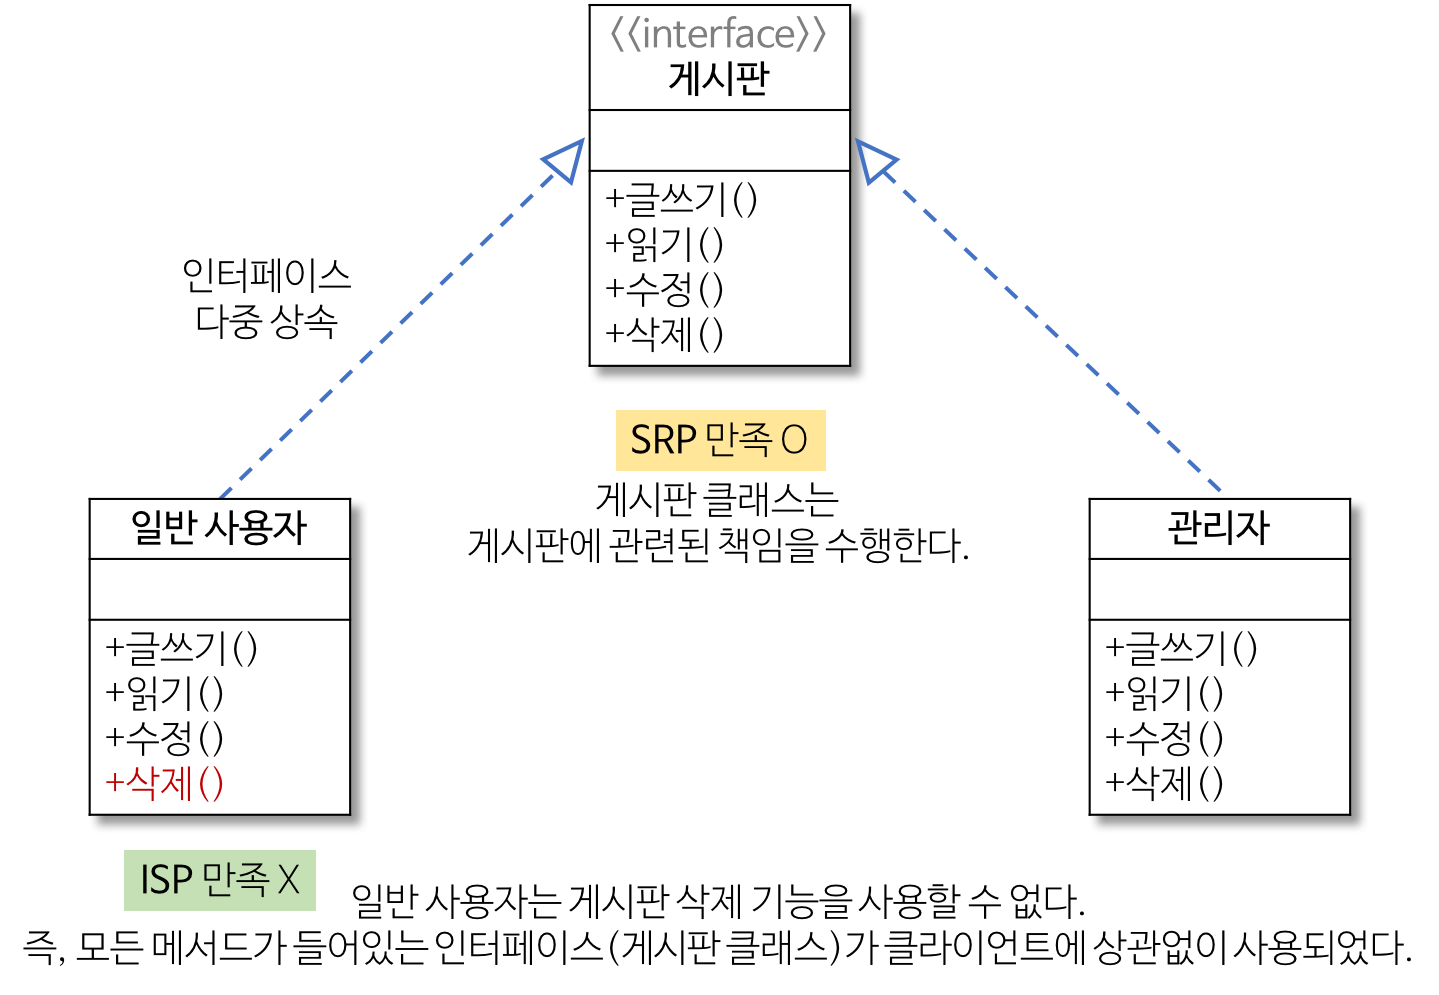 《interface》
게시판
+글쓰기()
+읽기()
+수정()
+삭제()
인터페이스
다중 상속
SRP 만족 O
게시판 클래스는
게시판에 관련된 책임을 수행한다.
일반 사용자
+글쓰기()
+읽기()
+수정()
+삭제()
관리자
+글쓰기()
+읽기()
+수정()
+삭제()
ISP 만족 X
일반 사용자는 게시판 삭제 기능을 사용할 수 없다.
즉, 모든 메서드가 들어있는 인터페이스(게시판 클래스)가 클라이언트에 상관없이 사용되었다.